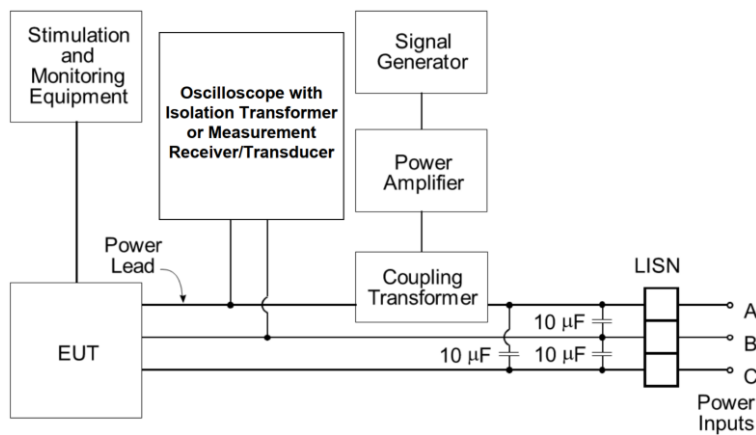 Stimulation
and
Monitoring
Equipment
Oscilloscope with
Isolation Transformer
or Measurement
Receiver/Transducer
Signal
Generator
Power
Amplifier
Power
Lead
Coupling
Transformer
LISN
EUT
10 µF
10 µF
10 µF
A
B
C
Power
Inputs